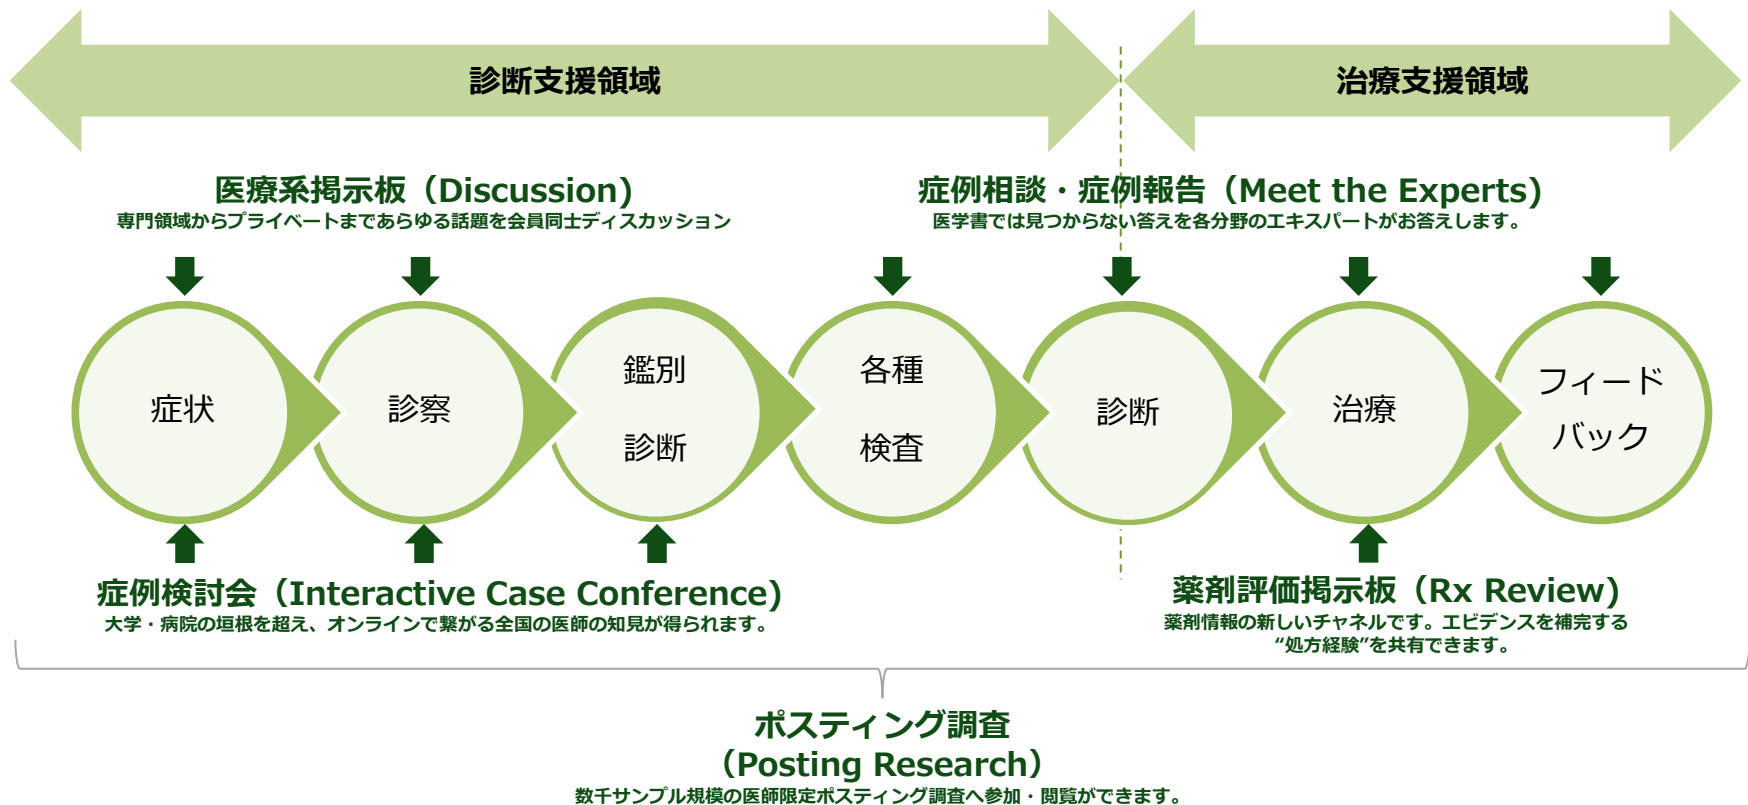 診断支援領域
治療支援領域
医療系掲示板（Discussion)
専門領域からプライベートまであらゆる話題を会員同士ディスカッション
症例相談・症例報告（Meet the Experts)
医学書では見つからない答えを各分野のエキスパートがお答えします。
症状
診察
鑑別
診断
各種
検査
診断
治療
フィード
バック
症例検討会（Interactive Case Conference)
大学・病院の垣根を超え、オンラインで繋がる全国の医師の知見が得られます。
薬剤評価掲示板（Rx Review)
薬剤情報の新しいチャネルです。エビデンスを補完する
“処方経験”を共有できます。
ポスティング調査
（Posting Research）
数千サンプル規模の医師限定ポスティング調査へ参加・閲覧ができます。